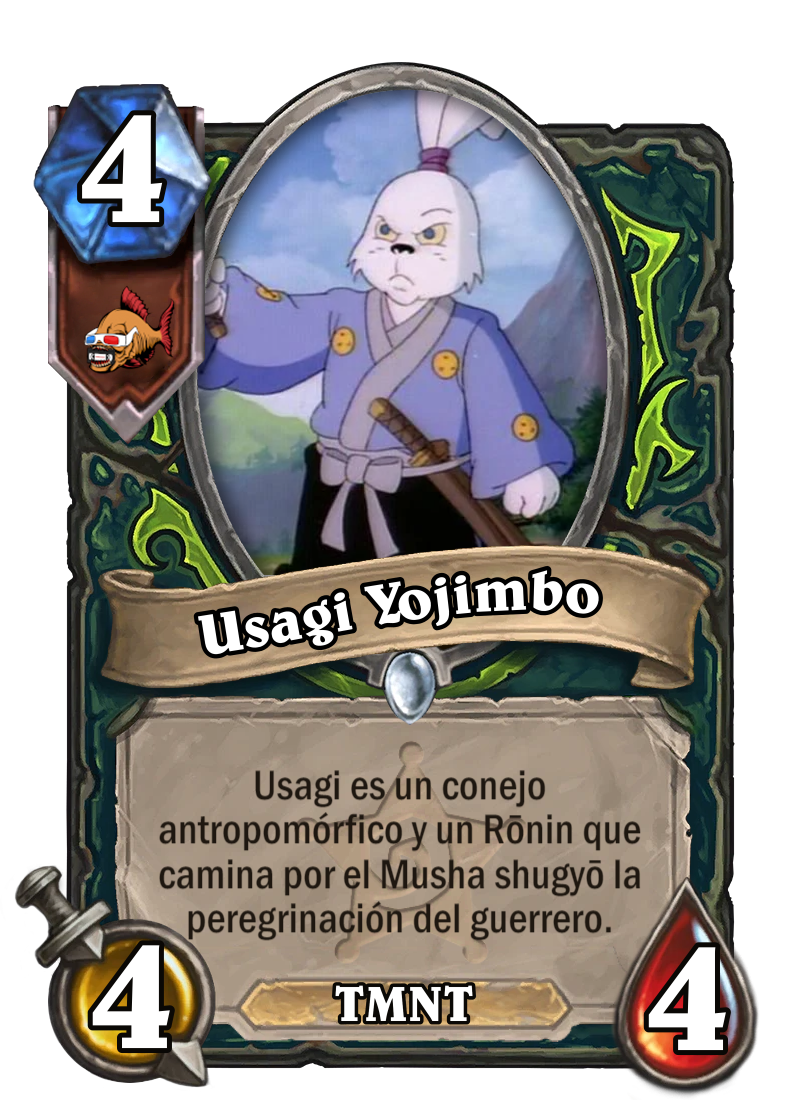 4
Usagi Yojimbo
Usagi es un conejo
antropomórfico y un Rōnin que
camina por el Musha shugyō la
peregrinación del guerrero.
4
TMNT
4